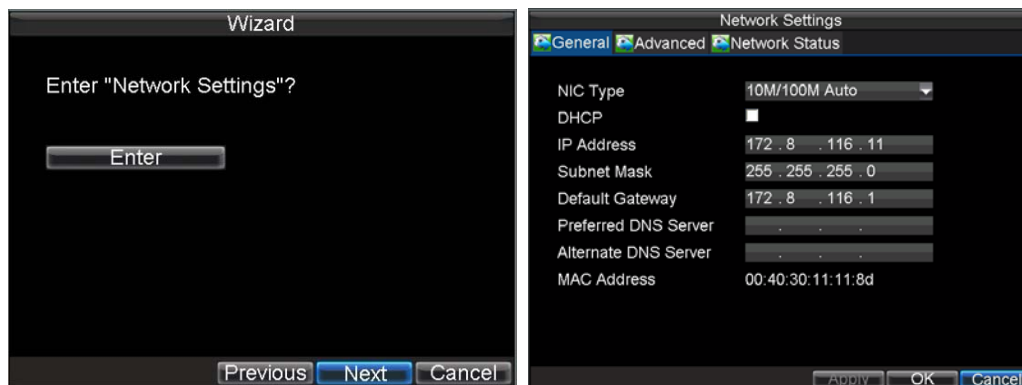 Wizard
Enter "Network Settings"?
Enter
Previous Next Cancel
Network Settings
General Advanced Network Status
NIC Type 10M/100M Auto
DHCP
IP Address 172 . 8 . 116 . 11
Subnet Mask 255 . 255 . 255 . 0
Default Gateway 172 . 8 . 116 . 1
Preferred DNS Server . . .
Alternate DNS Server . . .
MAC Address 00:40:30:11:11:8d
Apply OK Cancel